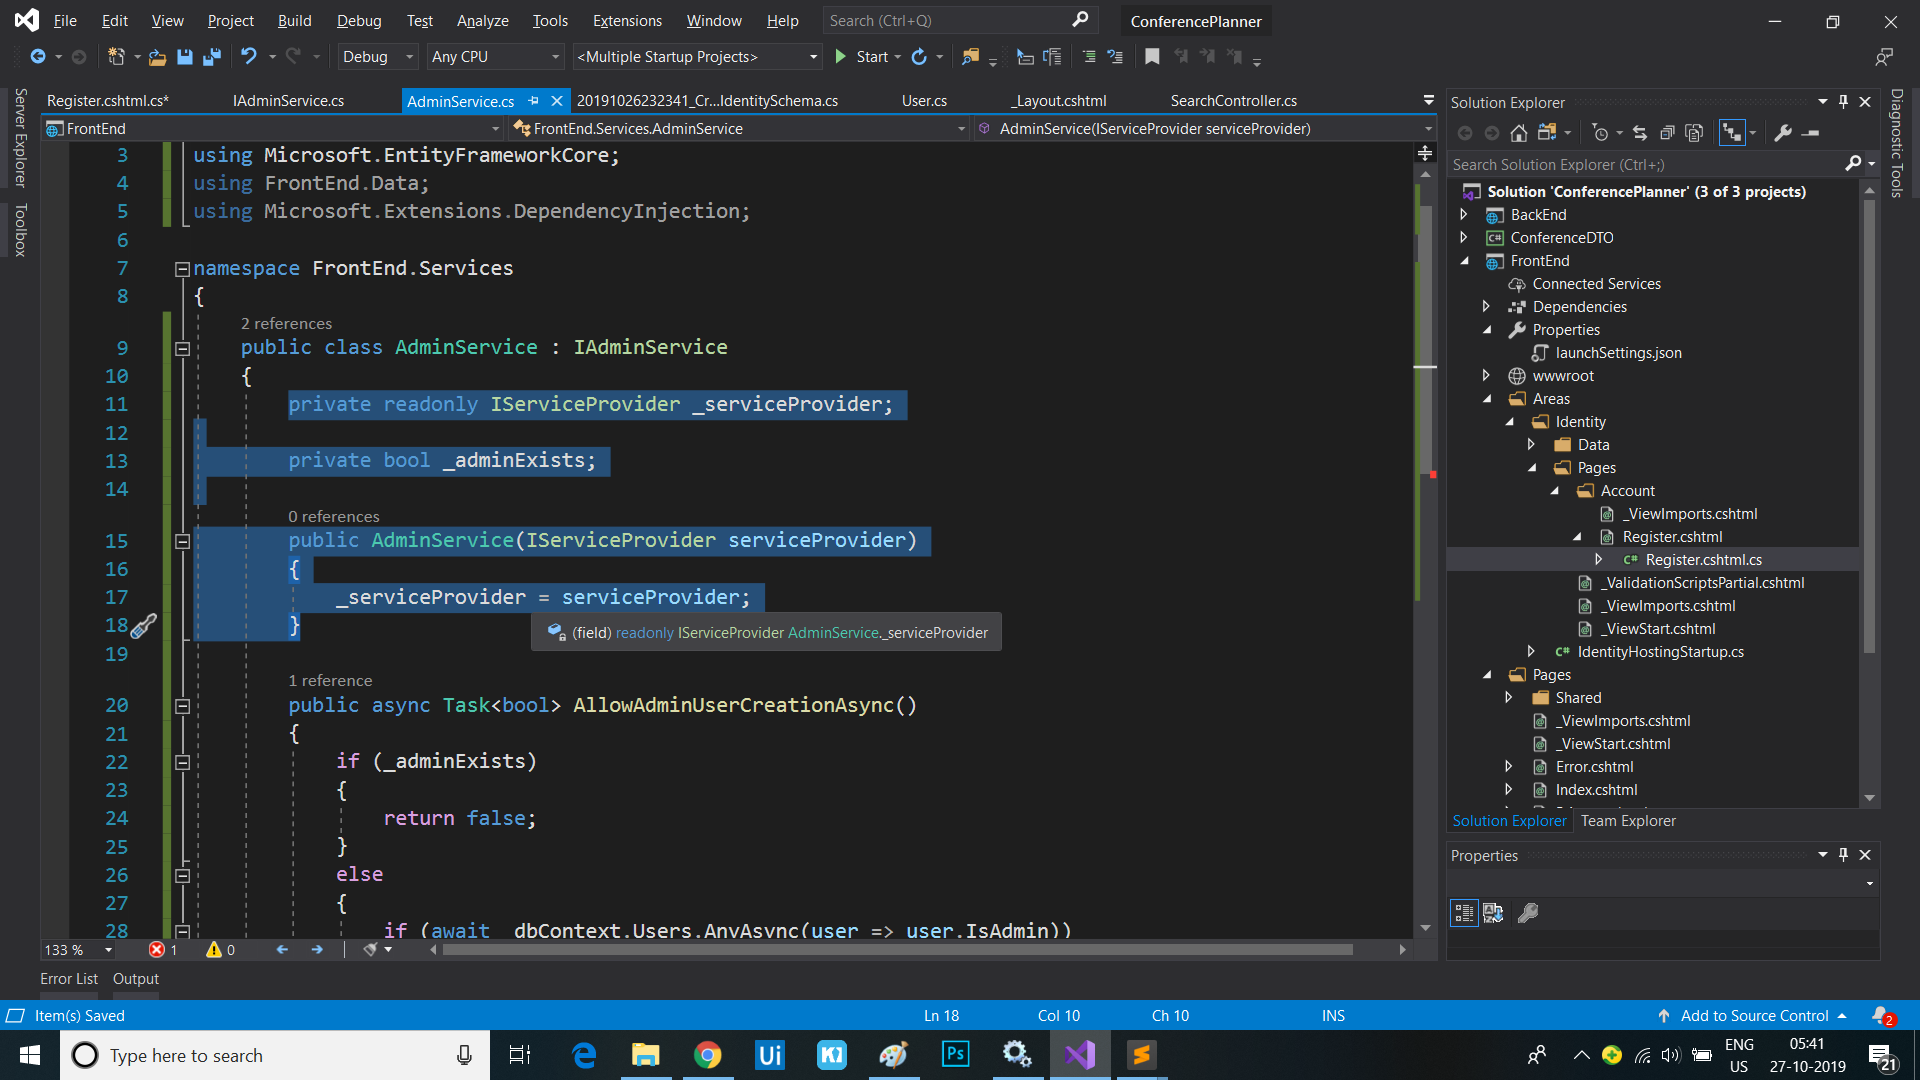 File Edit View Project Build Debug Test Analyze Tools Extensions Window Help Search (Ctrl+Q) ConferencePlanner
Debug Any CPU <Multiple Startup Projects> Start
Server Explorer
Toolbox
Register.cshtml.cs* IAdminService.cs AdminService.cs 20191026232341_Cr...IdentitySchema.cs User.cs _Layout.cshtml SearchController.cs
FrontEnd FrontEnd.Services.AdminService AdminService(IServiceProvider serviceProvider)
3 using Microsoft.EntityFrameworkCore;
4 using FrontEnd.Data;
5 using Microsoft.Extensions.DependencyInjection;
6
7 namespace FrontEnd.Services
8 {
2 references
9 public class AdminService : IAdminService
10 {
11 private readonly IServiceProvider _serviceProvider;
12
13 private bool _adminExists;
14
0 references
15 public AdminService(IServiceProvider serviceProvider)
16 {
17 _serviceProvider = serviceProvider;
18 }
(field) readonly IServiceProvider AdminService._serviceProvider
19
1 reference
20 public async Task<bool> AllowAdminUserCreationAsync()
21 {
22 if (_adminExists)
23 {
24 return false;
25 }
26 else
27 {
28 if (await _dbContext.Users.AnyAsync(user => user.IsAdmin))
133 % 1 0
Error List Output
Solution Explorer
Search Solution Explorer (Ctrl+;)
Solution 'ConferencePlanner' (3 of 3 projects)
BackEnd
C# ConferenceDTO
FrontEnd
Connected Services
Dependencies
Properties
launchSettings.json
wwwroot
Areas
Identity
Data
Pages
Account
_ViewImports.cshtml
Register.cshtml
C# Register.cshtml.cs
_ValidationScriptsPartial.cshtml
_ViewImports.cshtml
_ViewStart.cshtml
C# IdentityHostingStartup.cs
Pages
Shared
_ViewImports.cshtml
_ViewStart.cshtml
Error.cshtml
Index.cshtml
Solution Explorer Team Explorer
Properties
Diagnostic Tools
Item(s) Saved Ln 18 Col 10 Ch 10 INS Add to Source Control 2
Type here to search Ui Ps ENG US 05:41 27-10-2019 21